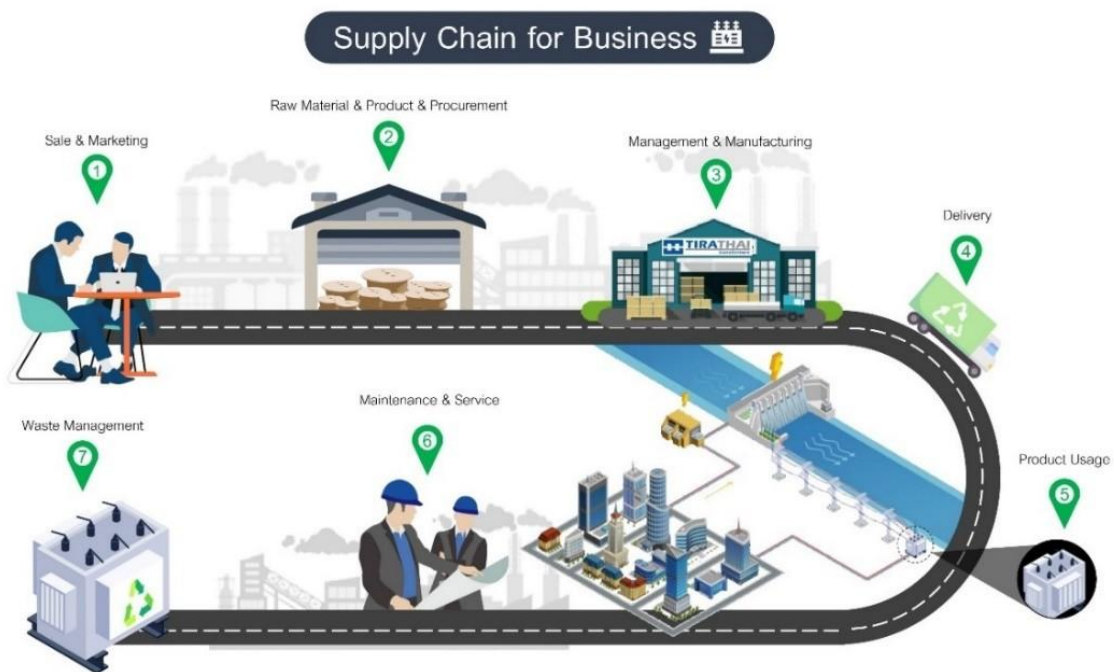 Supply Chain for Business
Raw Material & Product & Procurement
2
Sale & Marketing
1
Management & Manufacturing
3
TIRATHAI
Delivery
4
Maintenance & Service
6
Waste Management
7
Product Usage
5